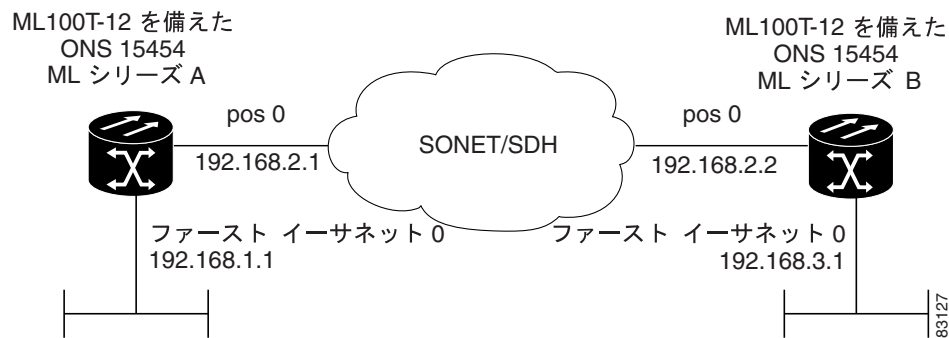 ML100T-12 を備えた
ONS 15454
ML シリーズ A
ML100T-12 を備えた
ONS 15454
ML シリーズ B
pos 0
192.168.2.1
SONET/SDH
pos 0
192.168.2.2
ファースト イーサネット 0
192.168.1.1
ファースト イーサネット 0
192.168.3.1
83127